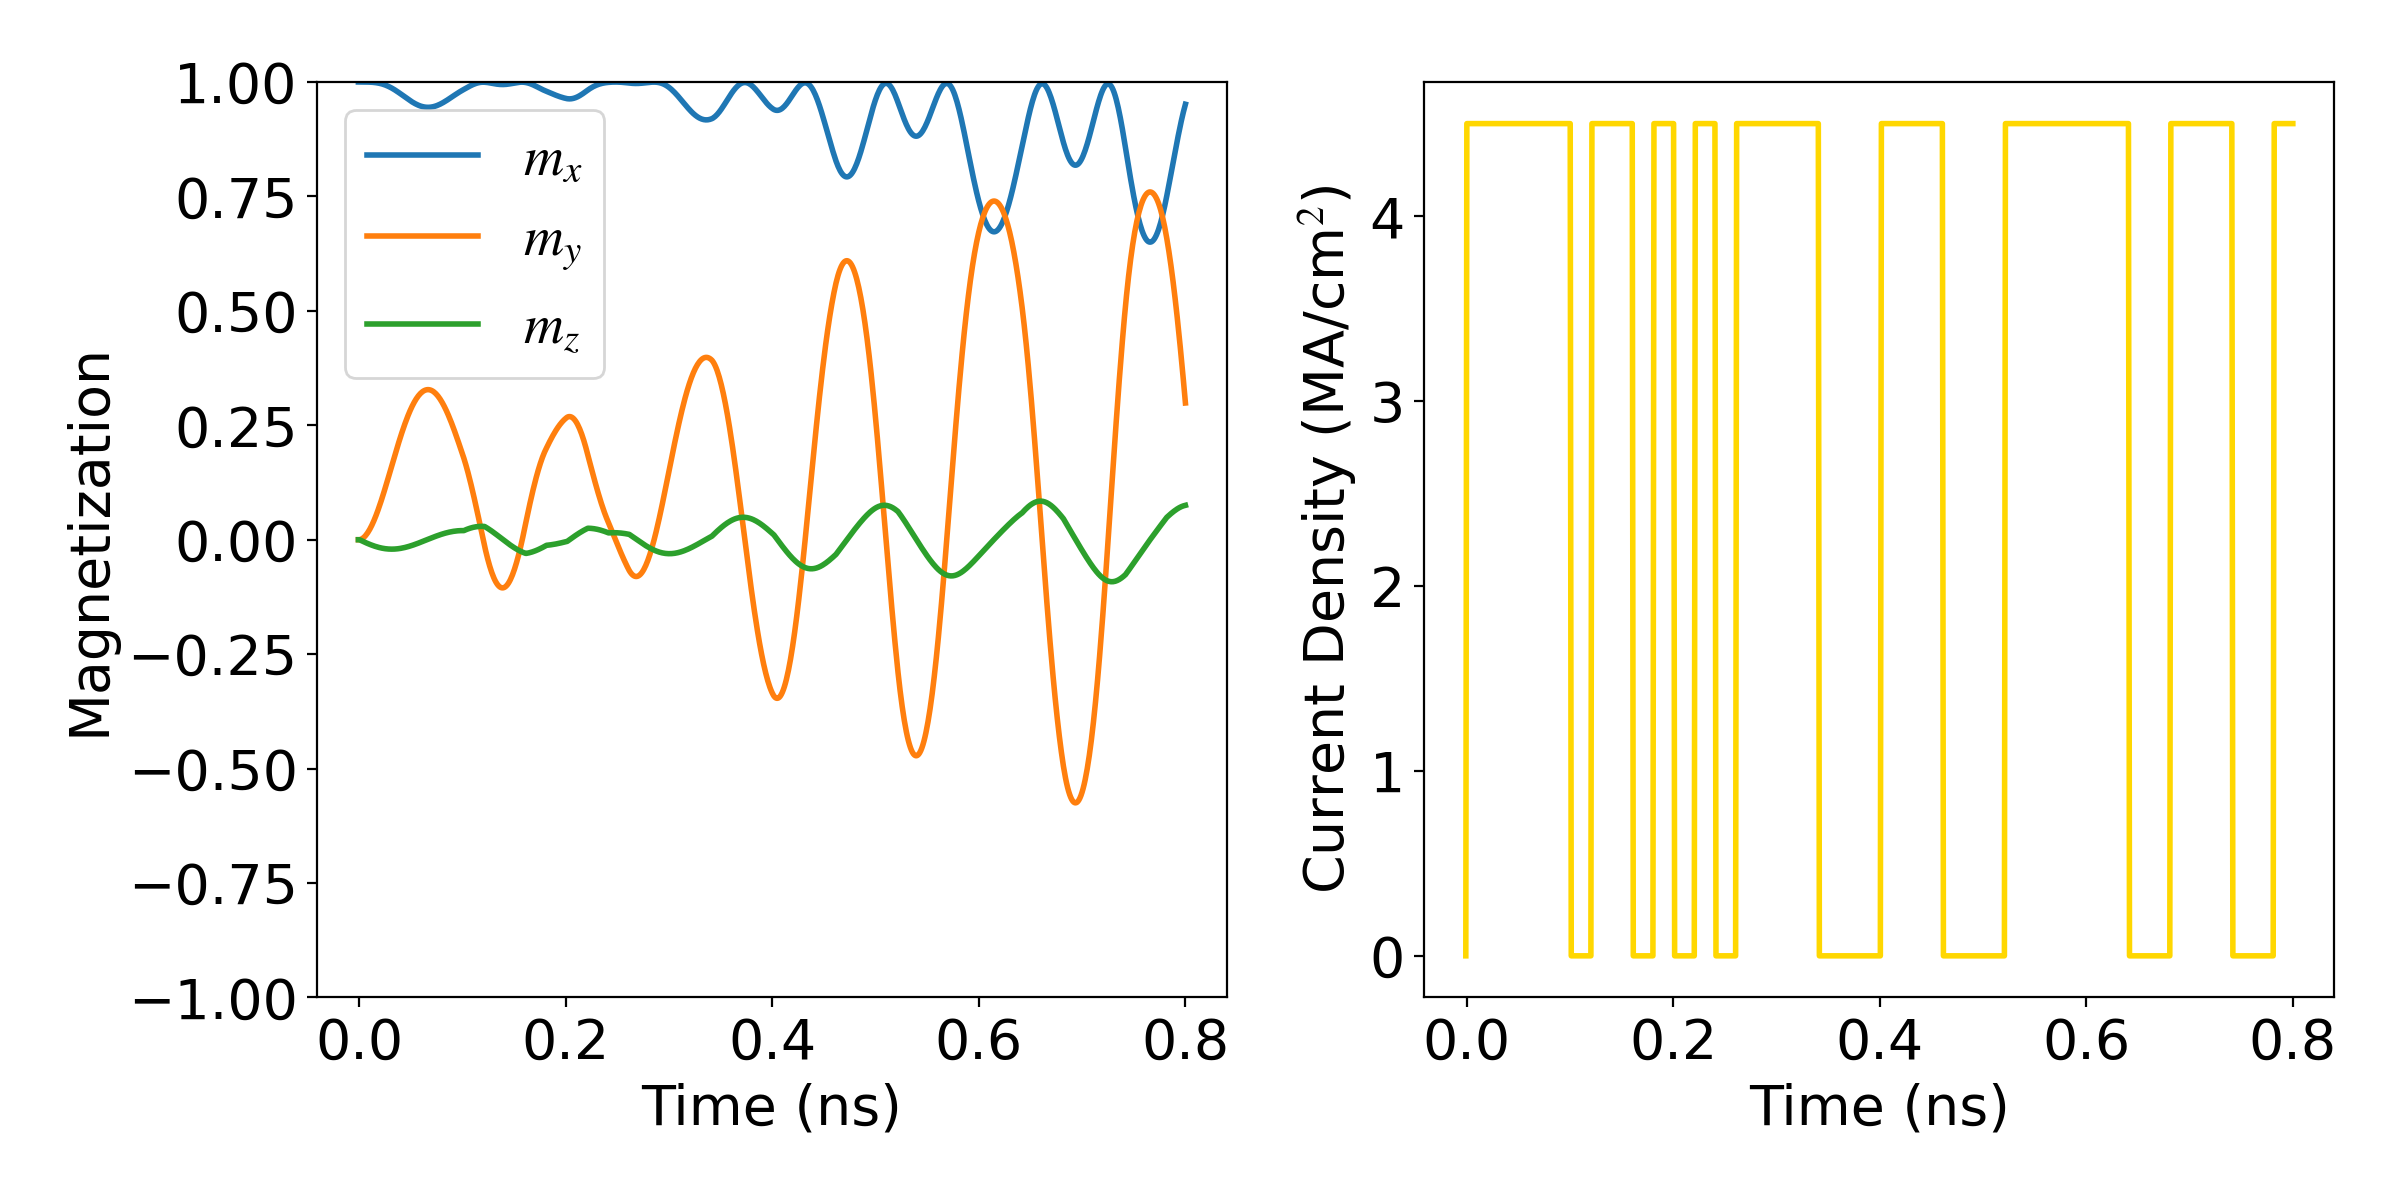 1.00
0.75
0.50
0.25
0.00
−0.25
−0.50
−0.75
−1.00
Magnetization
m_x
m_y
m_z
0.0 0.2 0.4 0.6 0.8
Time (ns)
4
3
2
1
0
Current Density (MA/cm²)
0.0 0.2 0.4 0.6 0.8
Time (ns)